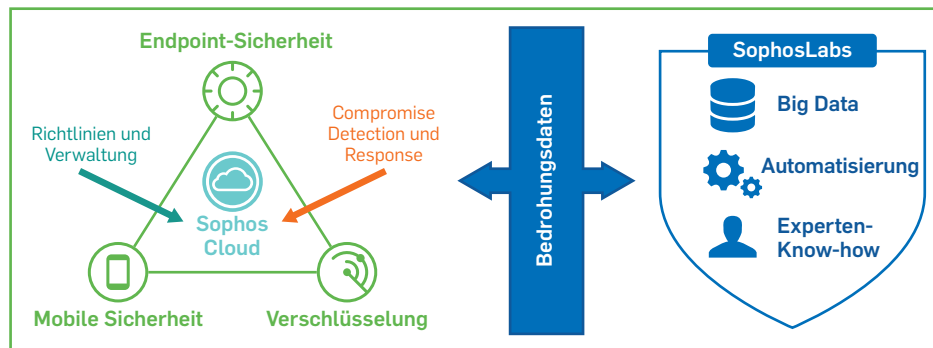 Endpoint-Sicherheit
Richtlinien und
Verwaltung
Compromise
Detection und
Response
Sophos
Cloud
Mobile Sicherheit
Verschlüsselung
Bedrohungsdaten
SophosLabs
Big Data
Automatisierung
Experten-
Know-how